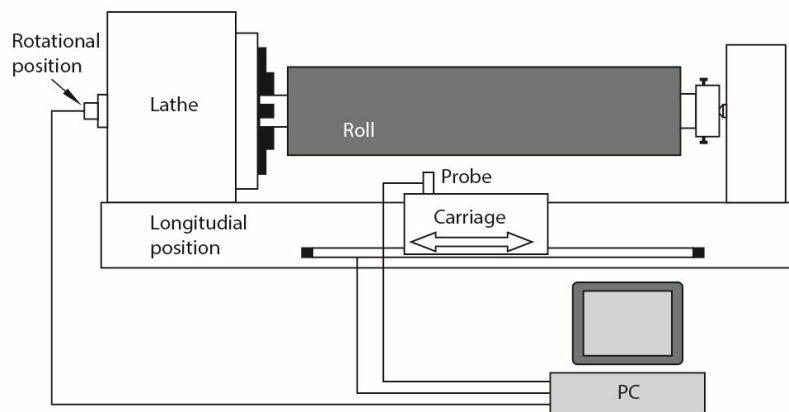 Rotational
position
Lathe
Roll
Probe
Carriage
Longitudial
position
PC